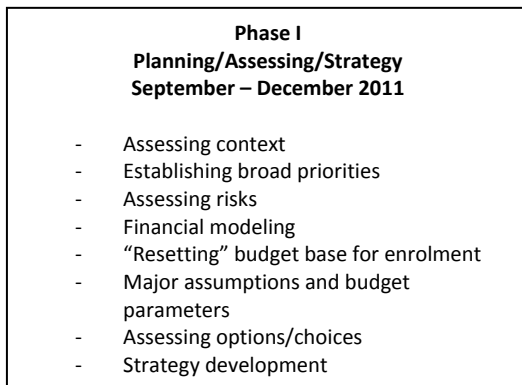 Phase I
Planning/Assessing/Strategy
September – December 2011
- Assessing context
- Establishing broad priorities
- Assessing risks
- Financial modeling
- “Resetting” budget base for enrolment
- Major assumptions and budget
parameters
- Assessing options/choices
- Strategy development